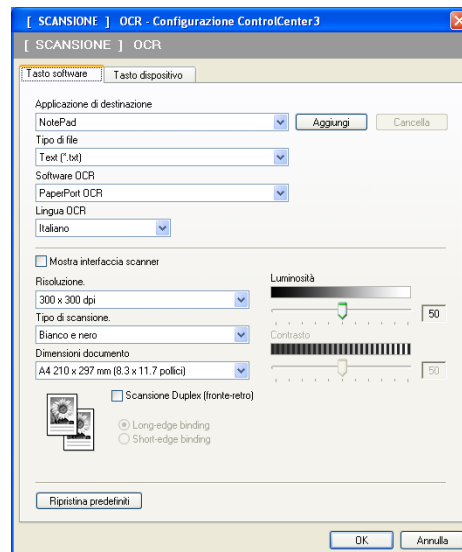 [ SCANSIONE ] OCR - Configurazione ControlCenter3
[ SCANSIONE ] OCR
Tasto software Tasto dispositivo
Applicazione di destinazione
NotePad Aggiungi Cancella
Tipo di file
Text (*.txt)
Software OCR
PaperPort OCR
Lingua OCR
Italiano
Mostra interfaccia scanner
Risoluzione. Luminosità
300 x 300 dpi 50
Tipo di scansione.
Bianco e nero Contrasto
Dimensioni documento
A4 210 x 297 mm (8.3 x 11.7 pollici) 50
Scansione Duplex (fronte-retro)
Long-edge binding
Short-edge binding
Ripristina predefiniti
OK Annulla